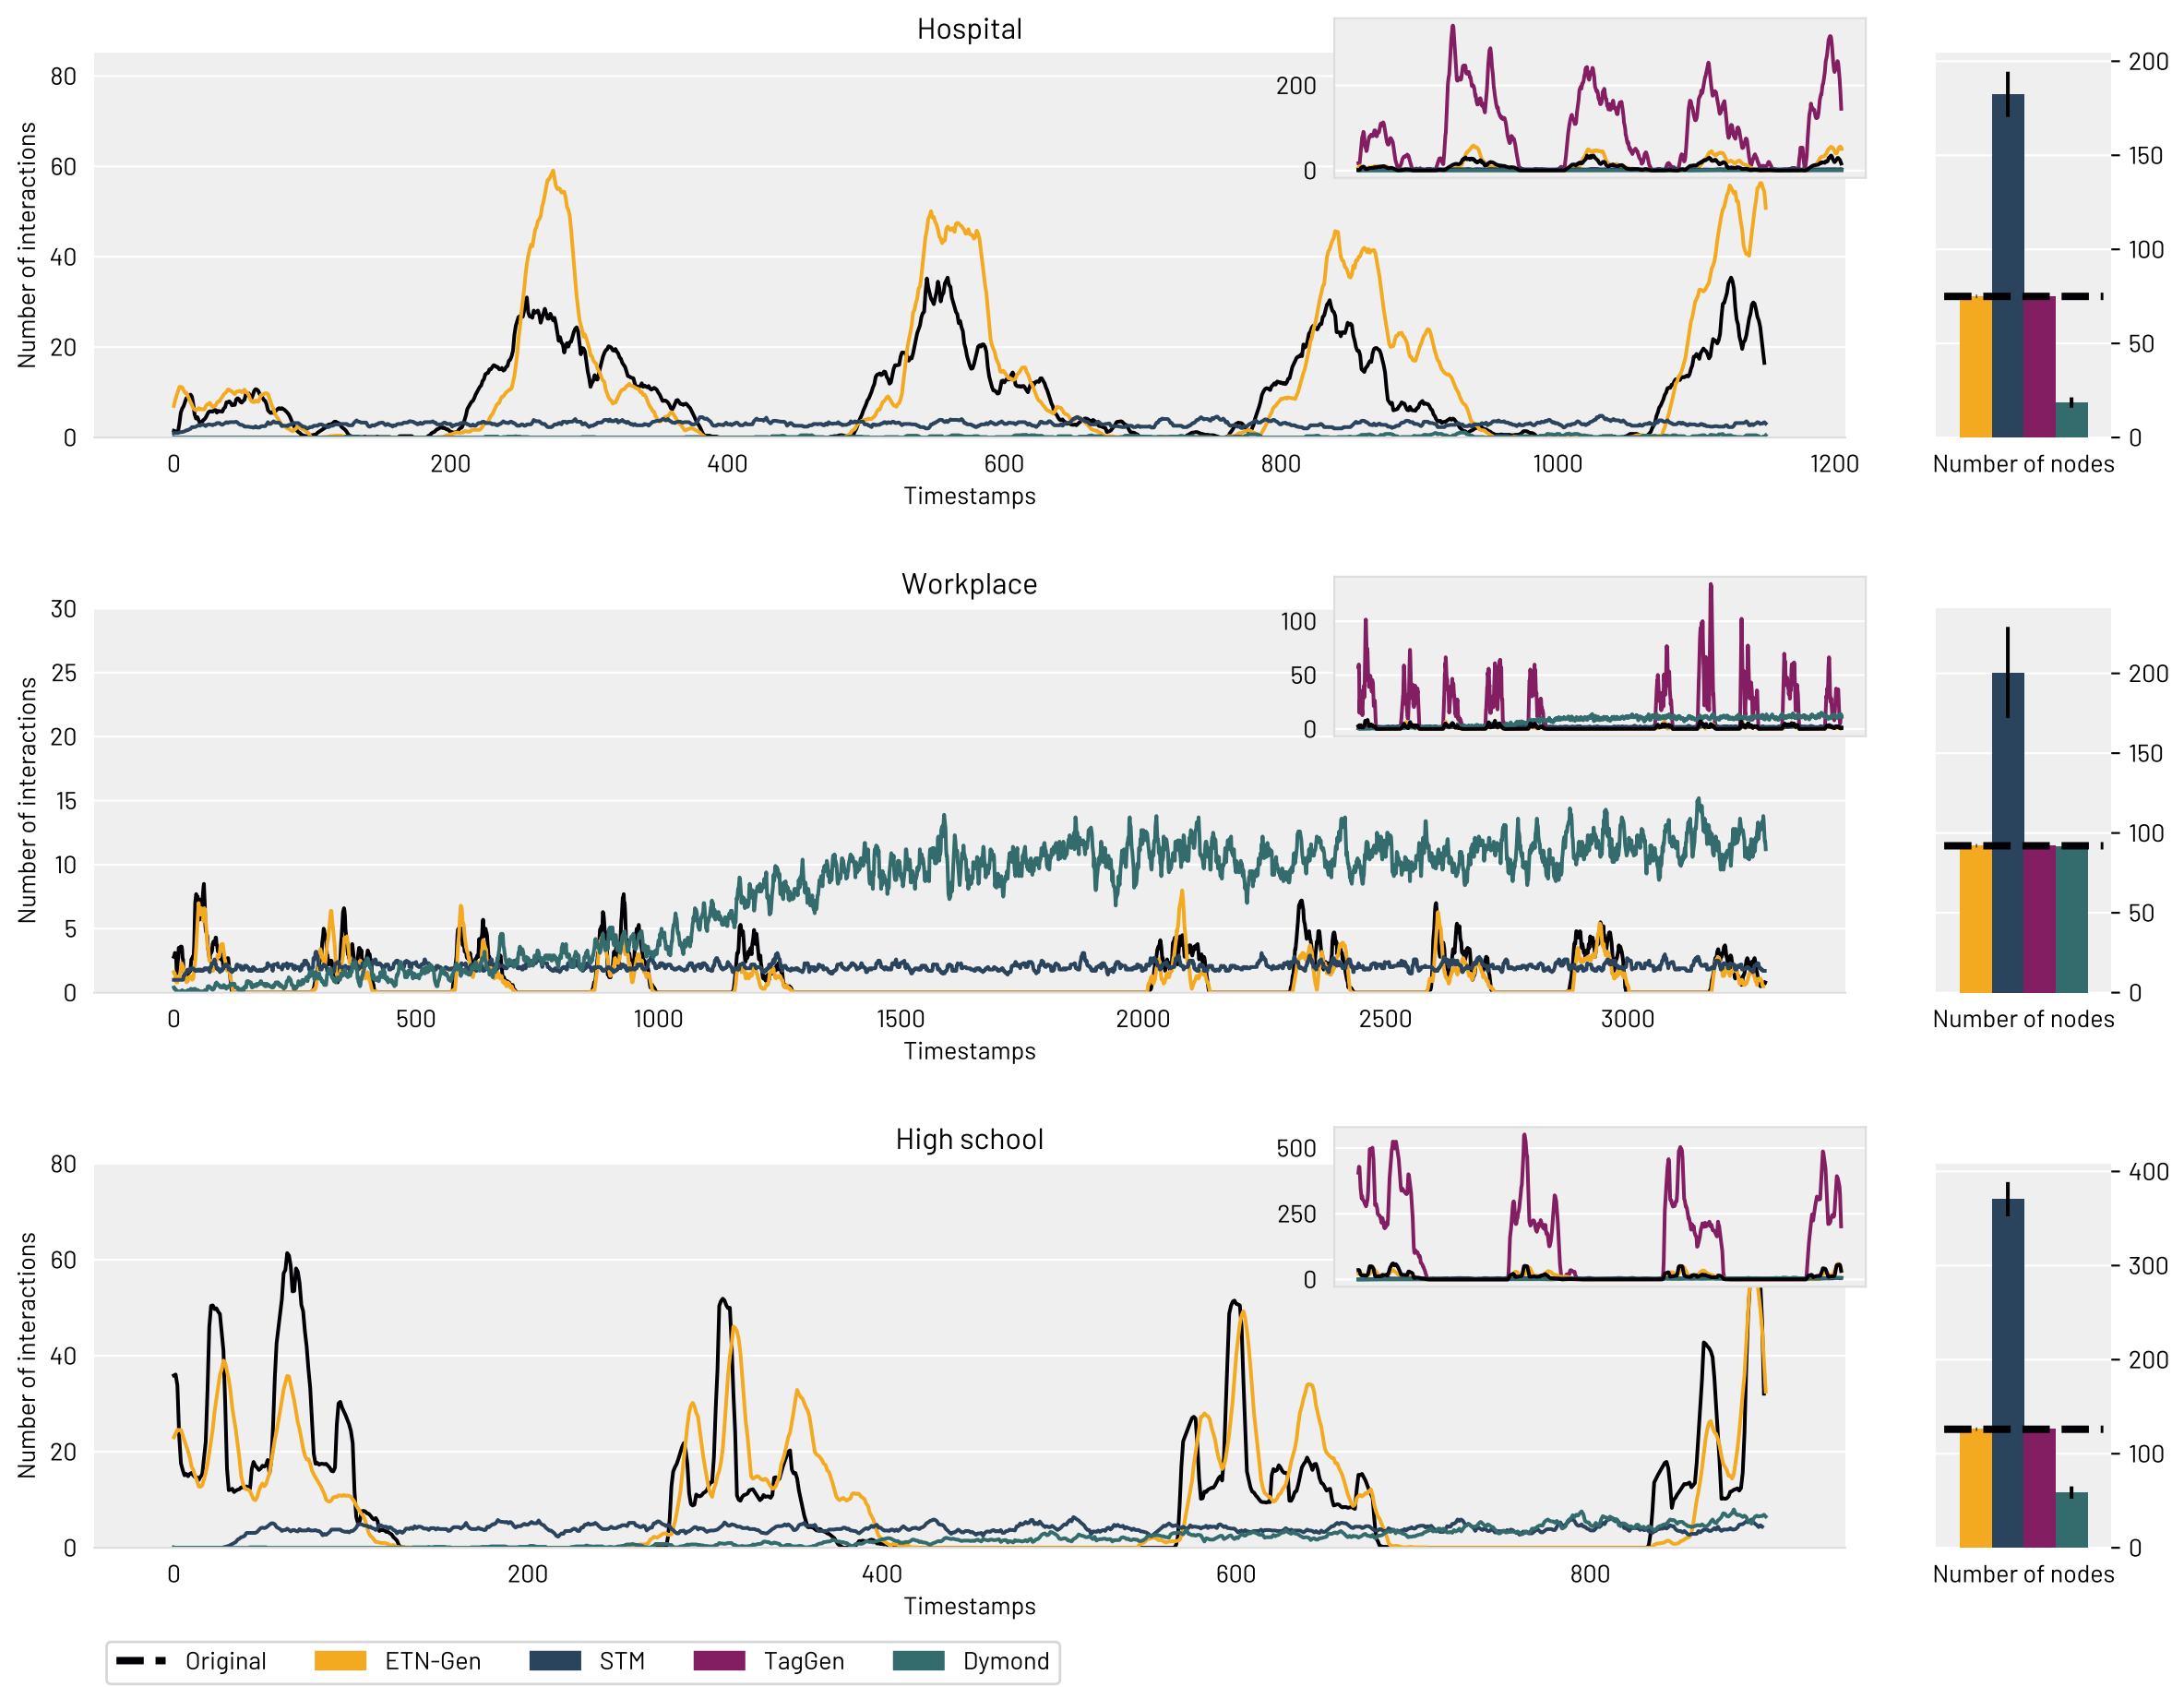 Hospital
Number of interactions
80
60
40
20
0
0 200 400 600 800 1000 1200
Timestamps
200
0
200
150
100
50
0
Number of nodes
Workplace
Number of interactions
30
25
20
15
10
5
0
0 500 1000 1500 2000 2500 3000
Timestamps
100
50
0
200
150
100
50
0
Number of nodes
High school
Number of interactions
80
60
40
20
0
0 200 400 600 800
Timestamps
500
250
0
400
300
200
100
0
Number of nodes
Original ETN-Gen STM TagGen Dymond